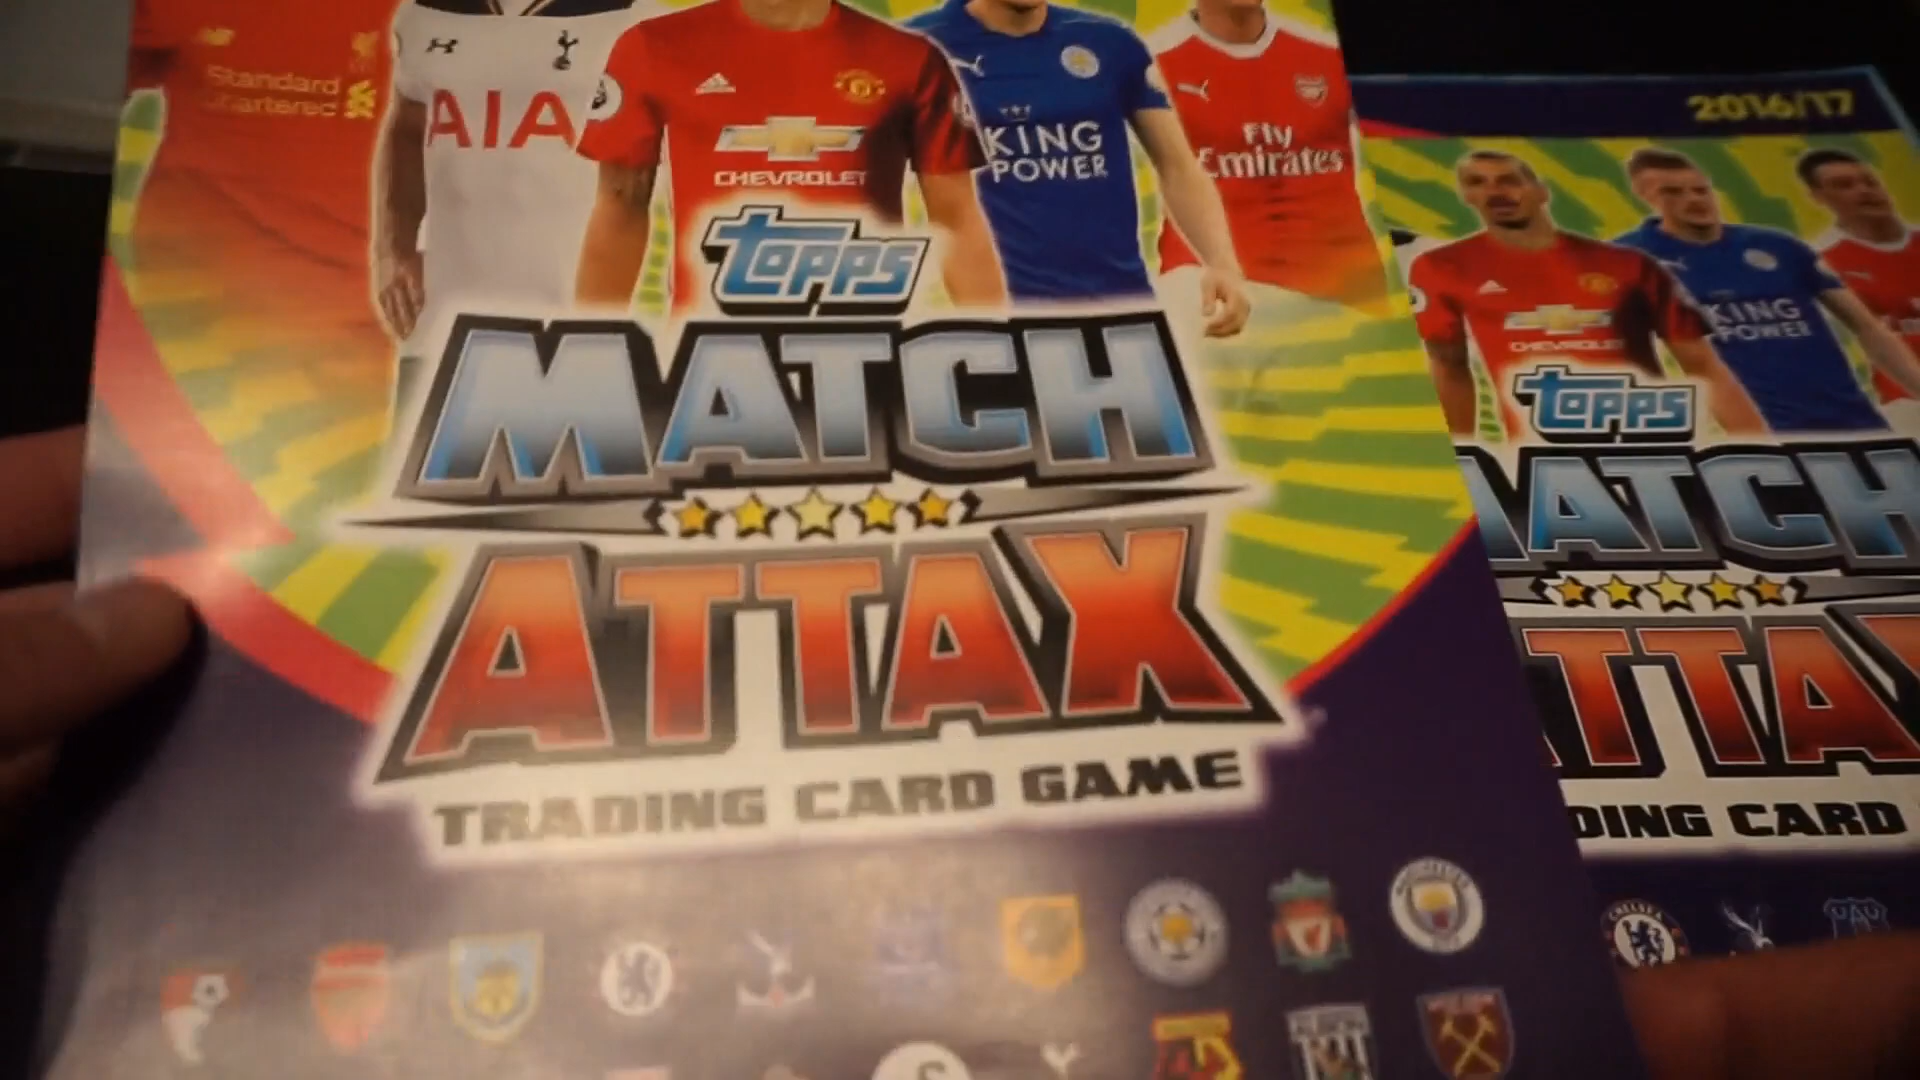 Standard
Chartered
AIA
CHEVROLET
KING
POWER
Fly
Emirates
topps
MATCH
ATTAX
TRADING CARD GAME
2016/17
CHEVROLET
KING
POWER
topps
MATCH
ATTAX
DING CARD
CHELSEA